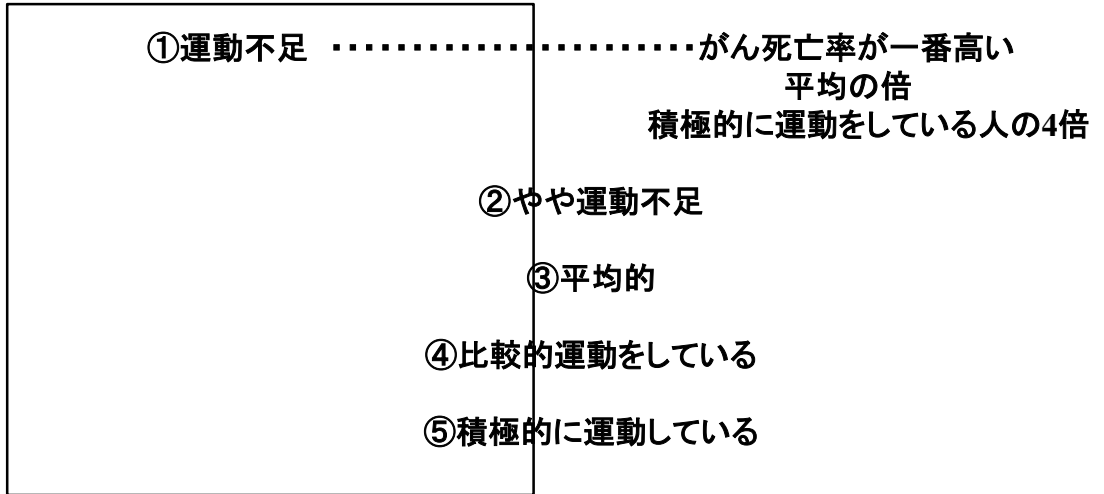 ①運動不足 ・・・・・・・・・・・・・・・・・・・・・・がん死亡率が一番高い
平均の倍
積極的に運動をしている人の4倍
②やや運動不足
③平均的
④比較的運動をしている
⑤積極的に運動している